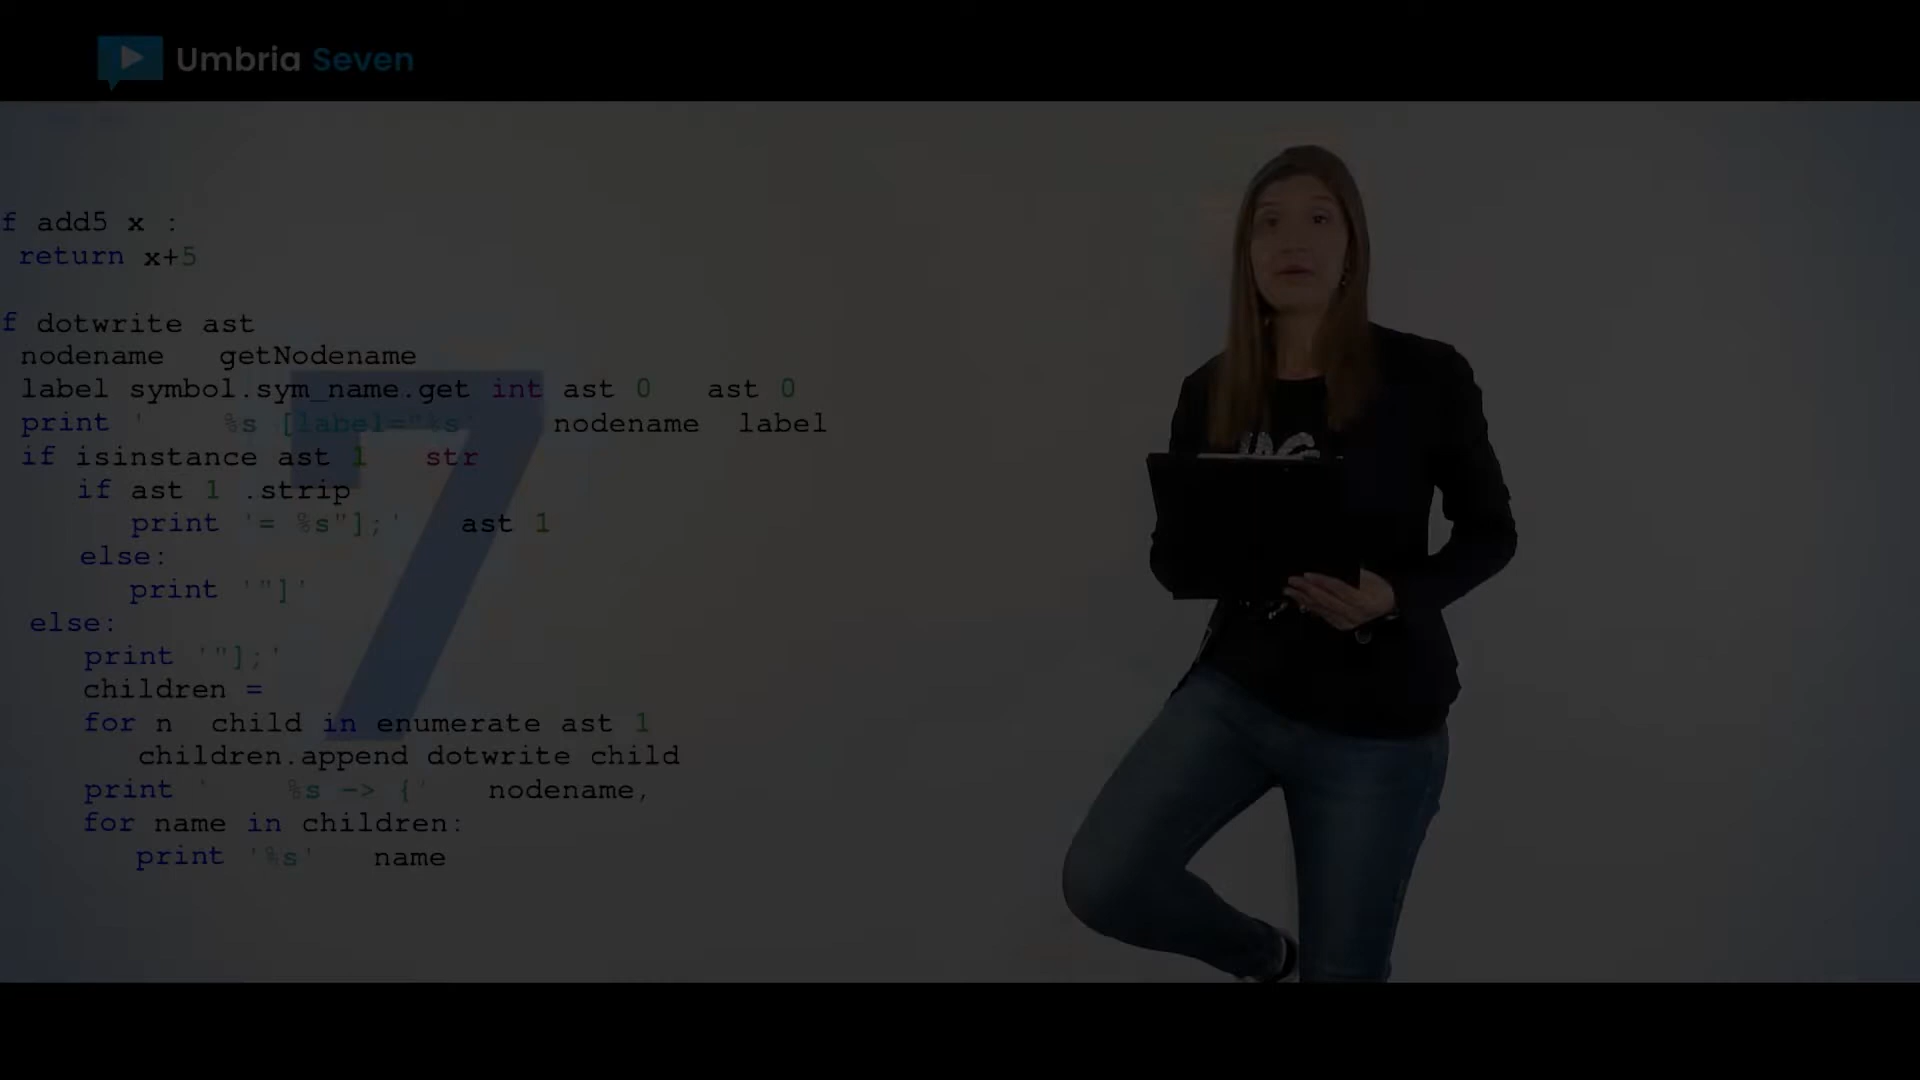 Umbria Seven
f add5 x :
return x+5
f dotwrite ast
nodename getNodename
label symbol.sym_name.get int ast 0 ast 0
print ' %s [label="%s' nodename label
if isinstance ast 1 str
if ast 1 .strip
print '= %s"];' ast 1
else:
print '"]'
else:
print '"];'
children =
for n child in enumerate ast 1
children.append dotwrite child
print ' %s -> {' nodename,
for name in children:
print '%s' name
7